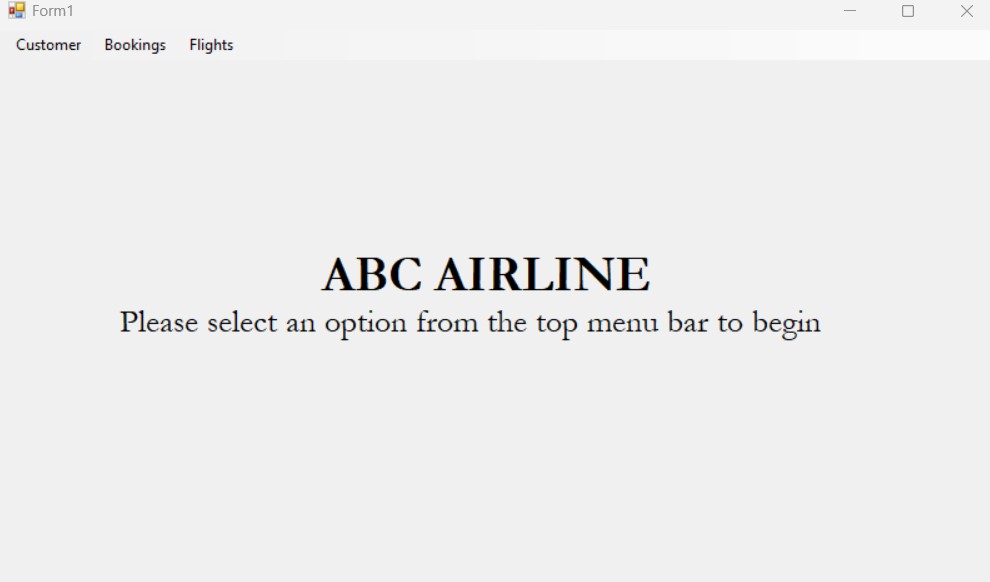 Form1
Customer Bookings Flights
ABC AIRLINE
Please select an option from the top menu bar to begin